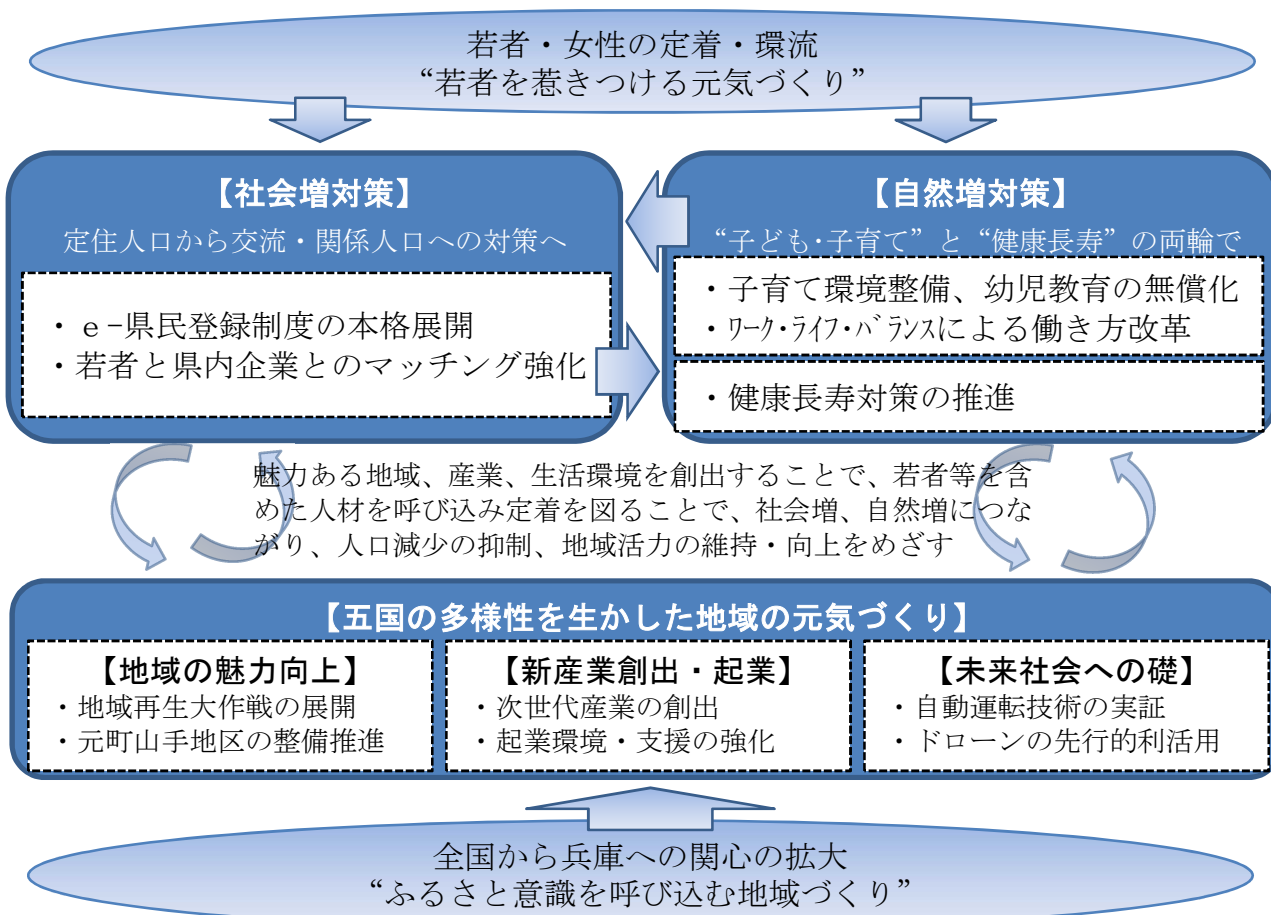 若者・女性の定着・環流
“若者を惹きつける元気づくり”
【社会増対策】
定住人口から交流・関係人口への対策へ
・ｅ-県民登録制度の本格展開
・若者と県内企業とのマッチング強化
【自然増対策】
“子ども・子育て”と“健康長寿”の両輪で
・子育て環境整備、幼児教育の無償化
・ﾜｰｸ・ﾗｲﾌ・ﾊﾞﾗﾝｽによる働き方改革
・健康長寿対策の推進
魅力ある地域、産業、生活環境を創出することで、若者等を含
めた人材を呼び込み定着を図ることで、社会増、自然増につな
がり、人口減少の抑制、地域活力の維持・向上をめざす
【五国の多様性を生かした地域の元気づくり】
【地域の魅力向上】
・地域再生大作戦の展開
・元町山手地区の整備推進
【新産業創出・起業】
・次世代産業の創出
・起業環境・支援の強化
【未来社会への礎】
・自動運転技術の実証
・ドローンの先行的利活用
全国から兵庫への関心の拡大
“ふるさと意識を呼び込む地域づくり”